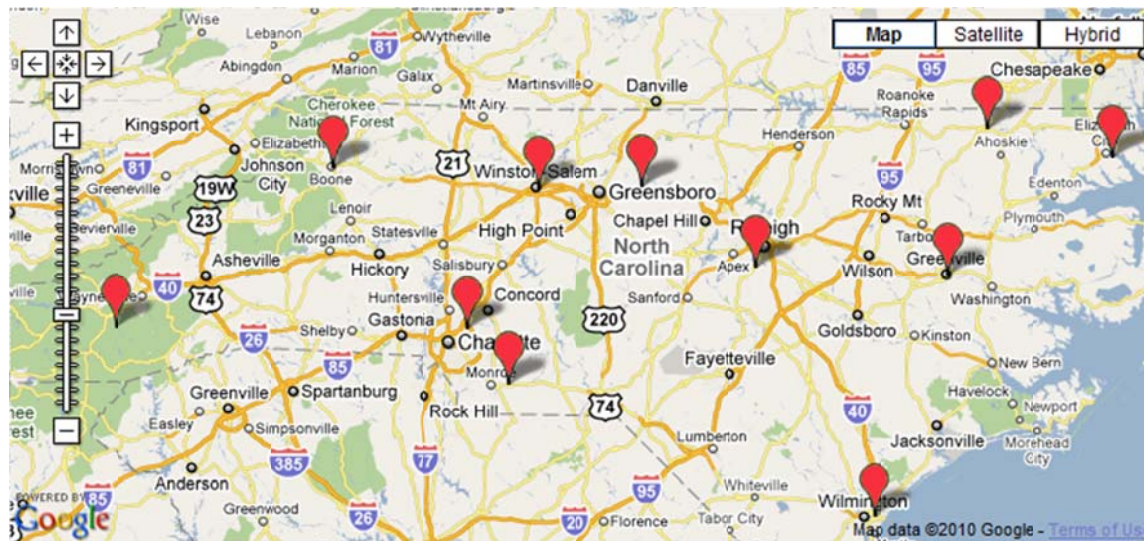 Wise
Lebanon
Christiansburg
Wytheville
Map Satellite Hybrid
81
Abingdon
Marion
Galax
Martinsville
Danville
85
95
Chesapeake
Kingsport
Cherokee
National Forest
Mt Airy
Roanoke
Rapids
Henderson
Ahoskie
Elizabeth
City
Morristown
81
Greeneville
Johnson
City
Boone
21
Winston-Salem
Greensboro
95
Edenton
19W
23
Sevierville
Lenoir
Morganton
Statesville
High Point
Chapel Hill
Raleigh
Rocky Mt
Plymouth
Asheville
Hickory
Salisbury
North
Carolina
Apex
Wilson
Greenville
40
74
Huntersville
Concord
Sanford
Washington
26
Shelby
Gastonia
Charlotte
220
Goldsboro
Kinston
85
Monroe
Fayetteville
New Bern
Greenville
Spartanburg
Rock Hill
74
40
Havelock
Newport
Easley
Simpsonville
Jacksonville
Morehead
City
385
77
Lumberton
Anderson
95
Whiteville
Wilmington
POWERED BY
Google
85
Greenwood
26
20
Florence
Tabor City
Map data ©2010 Google - Terms of Us